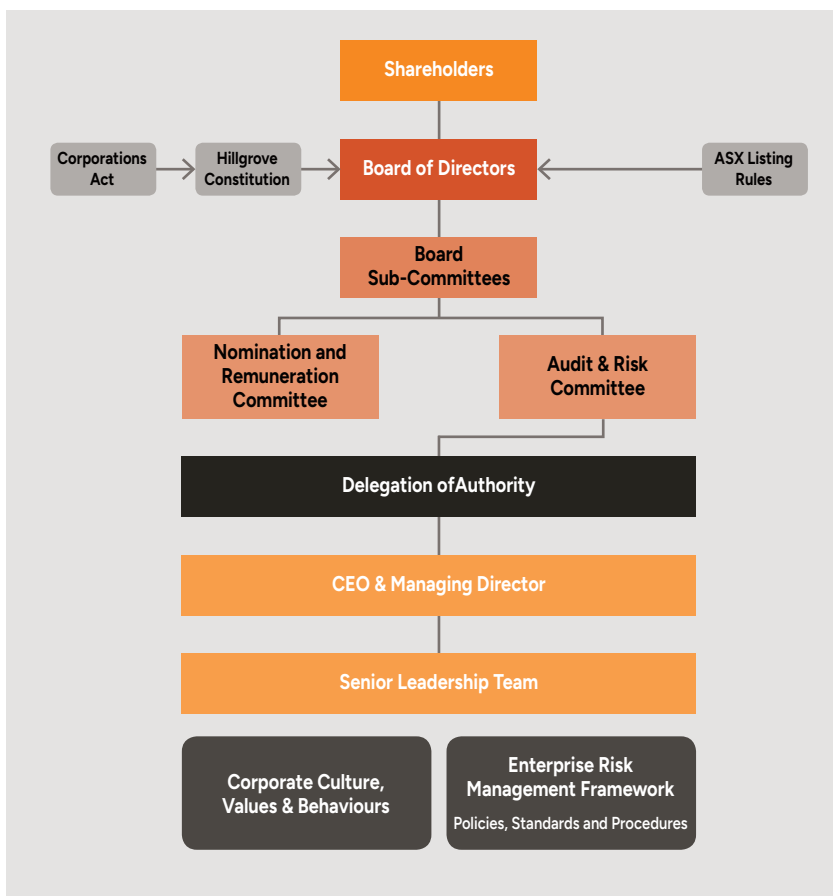 Shareholders
Corporations
Act
Hillgrove
Constitution
Board of Directors
ASX Listing
Rules
Board
Sub-Committees
Nomination and
Remuneration
Committee
Audit & Risk
Committee
Delegation ofAuthority
CEO & Managing Director
Senior Leadership Team
Corporate Culture,
Values & Behaviours
Enterprise Risk
Management Framework
Policies, Standards and Procedures